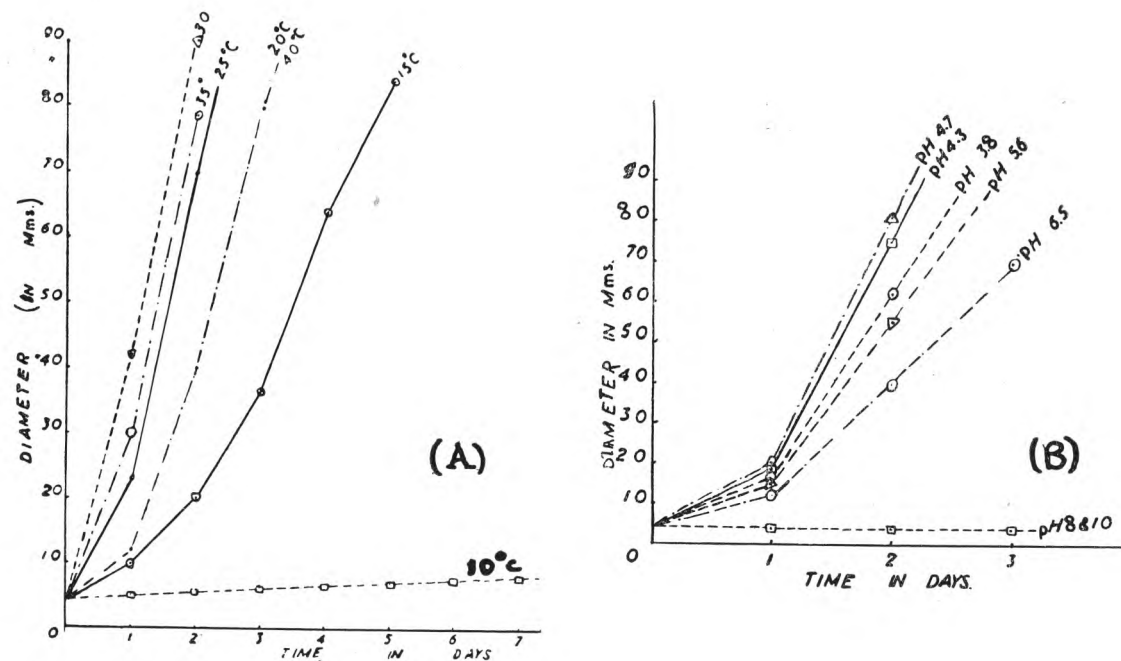 90
80
70
60
50
40
30
20
10
0
DIAMETER (IN Mms.)
30
35°
25°C
20°C
40°C
15°C
10°C
(A)
1 2 3 4 5 6 7
TIME IN DAYS
90
80
70
60
50
40
30
20
10
0
DIAMETER IN Mms.
pH 4.7
pH 4.3
pH 3.8
pH 5.6
pH 6.5
pH8&10
(B)
1 2 3
TIME IN DAYS.